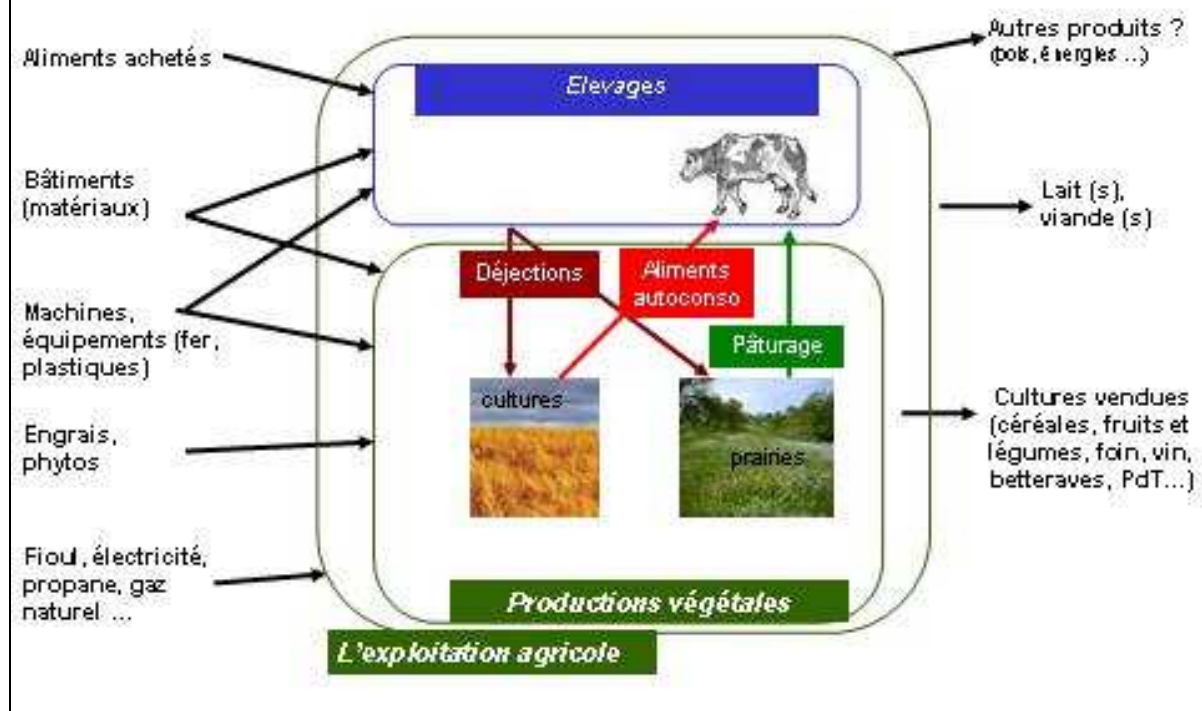 Aliments achetés
Bâtiments
(matériaux)
Machines,
équipements (fer,
plastiques)
Engrais,
phytos
Fioul, électricité,
propane, gaz
naturel ...
Elevages
Déjections
Aliments
autoconso
Pâturage
cultures
prairies
Productions végétales
L'exploitation agricole
Autres produits ?
(bois, énergies ...)
Lait (s),
viande (s)
Cultures vendues
(céréales, fruits et
légumes, foin, vin,
betteraves, PdT...)